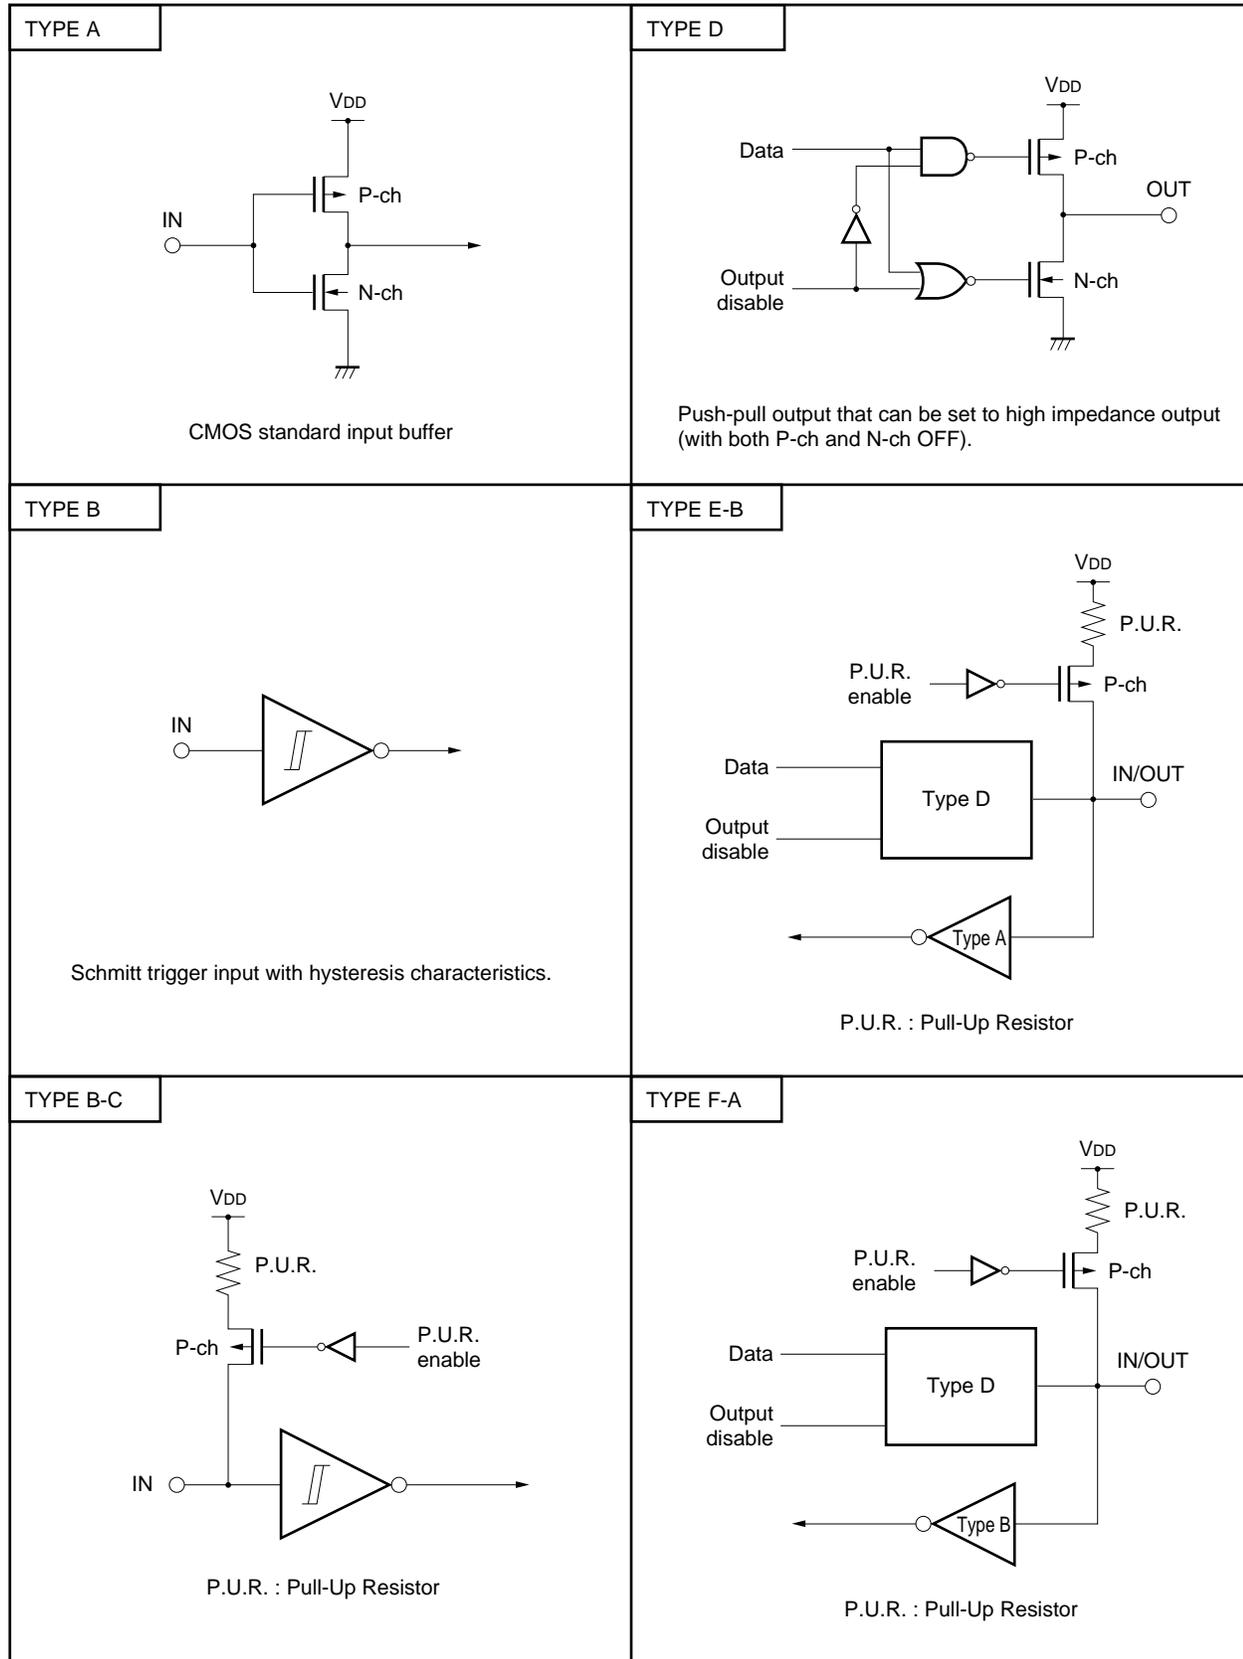 TYPE A
VDD
P-ch
IN
N-ch
CMOS standard input buffer
TYPE D
VDD
Data
P-ch
OUT
Output
disable
N-ch
Push-pull output that can be set to high impedance output
(with both P-ch and N-ch OFF).
TYPE B
IN
Schmitt trigger input with hysteresis characteristics.
TYPE E-B
VDD
P.U.R.
P.U.R.
enable
P-ch
Data
Type D
IN/OUT
Output
disable
Type A
P.U.R. : Pull-Up Resistor
TYPE B-C
VDD
P.U.R.
P-ch
P.U.R.
enable
IN
P.U.R. : Pull-Up Resistor
TYPE F-A
VDD
P.U.R.
P.U.R.
enable
P-ch
Data
Type D
IN/OUT
Output
disable
Type B
P.U.R. : Pull-Up Resistor